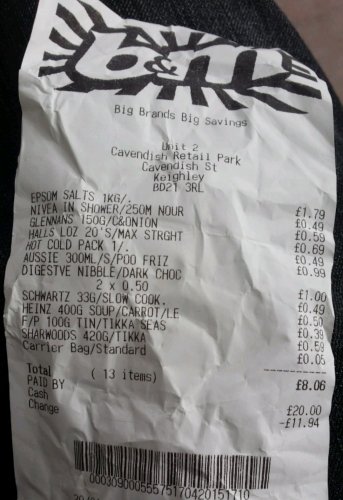 b&m
Big Brands Big Savings
Unit 2
Cavendish Retail Park
Cavendish St
Keighley
BD21 3RL
EPSOM SALTS 1KG/. £1.79
NIVEA IN SHOWER/250M NOUR £0.49
GLENNANS 150G/C&ONION £0.59
HALLS LOZ 20'S/MAX STRGHT £0.69
HOT COLD PACK 1/. £0.49
AUSSIE 300ML/S/POO FRIZ £0.99
DIGESTVE NIBBLE/DARK CHOC
2 x 0.50 £1.00
SCHWARTZ 33G/SLOW COOK. £0.49
HEINZ 400G SOUP/CARROT/LE £0.50
F/P 100G TIN/TIKKA SEAS £0.39
SHARWOODS 420G/TIKKA £0.59
Carrier Bag/Standard £0.05
Total ( 13 items) £8.06
PAID BY
Cash £20.00
Change -£11.94
00030900055575170420151710